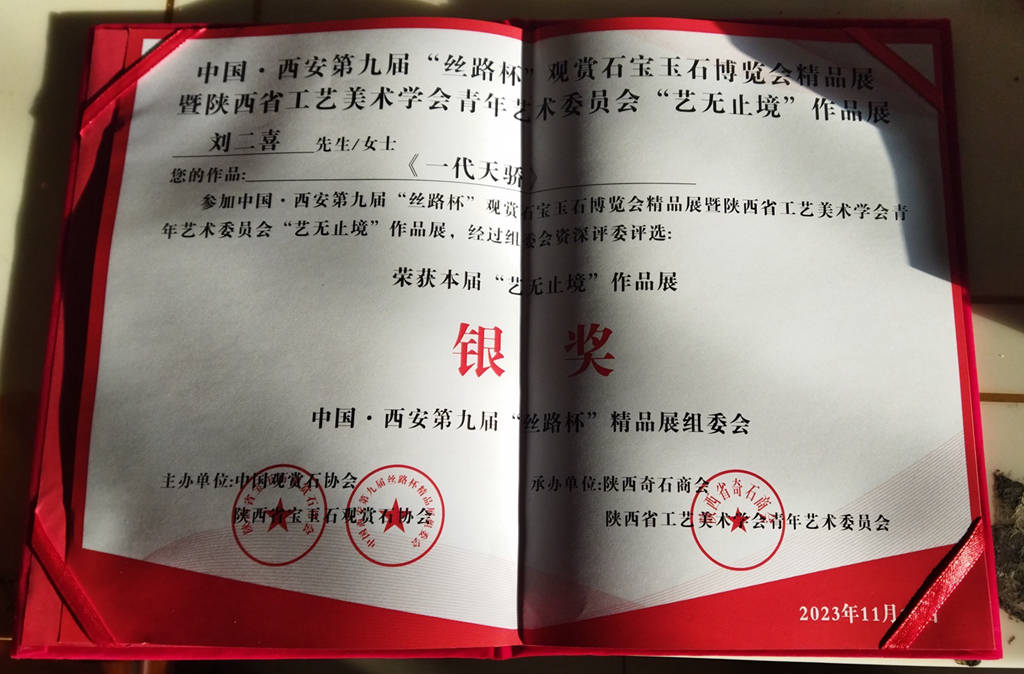 中国·西安第九届“丝路杯”观赏石宝玉石博览会精品展
暨陕西省工艺美术学会青年艺术委员会“艺无止境”作品展
刘二喜 先生/女士
您的作品:《一代天骄》
参加中国·西安第九届“丝路杯”观赏石宝玉石博览会精品展暨陕西省工艺美术学会青
年艺术委员会“艺无止境”作品展，经过组委会资深评委评选:
荣获本届“艺无止境”作品展
银 奖
中国·西安第九届“丝路杯”精品展组委会
主办单位:中国观赏石协会
陕西省宝玉石观赏石协会
承办单位:陕西奇石商会
陕西省工艺美术学会青年艺术委员会
2023年11月